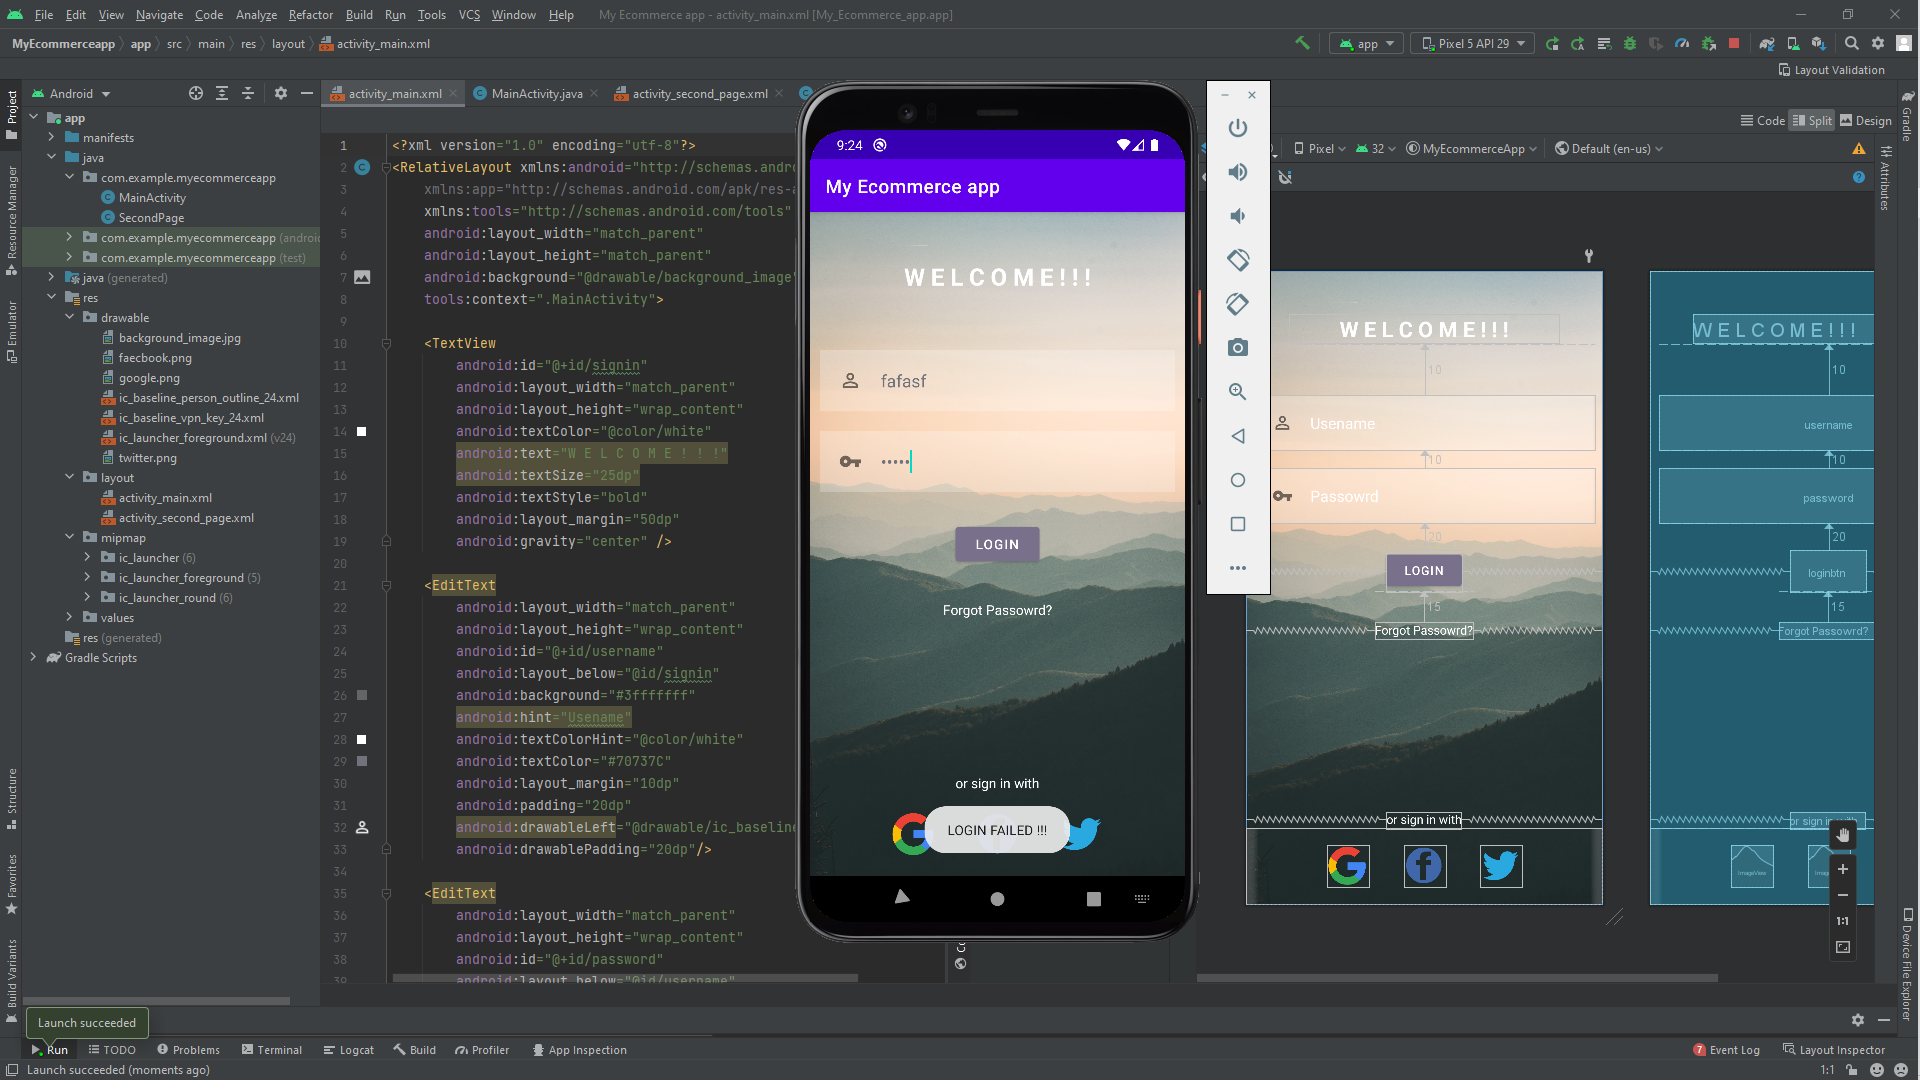 File Edit View Navigate Code Analyze Refactor Build Run Tools VCS Window Help My Ecommerce app - activity_main.xml [My_Ecommerce_app.app]
MyEcommerceapp app src main res layout activity_main.xml
app Pixel 5 API 29
Layout Validation
Project
Resource Manager
Emulator
Structure
Favorites
Build Variants
Android
app
manifests
java
com.example.myecommerceapp
MainActivity
SecondPage
com.example.myecommerceapp
com.example.myecommerceapp (test)
java (generated)
res
drawable
background_image.jpg
faecbook.png
google.png
ic_baseline_person_outline_24.xml
ic_baseline_vpn_key_24.xml
ic_launcher_foreground.xml (v24)
twitter.png
layout
activity_main.xml
activity_second_page.xml
mipmap
ic_launcher (6)
ic_launcher_foreground (5)
ic_launcher_round (6)
values
res (generated)
Gradle Scripts
activity_main.xml MainActivity.java activity_second_page.xml
1 <?xml version="1.0" encoding="utf-8"?>
2 <RelativeLayout xmlns:android="http://schemas.andr
3 xmlns:app="http://schemas.android.com/apk/res-a
4 xmlns:tools="http://schemas.android.com/tools"
5 android:layout_width="match_parent"
6 android:layout_height="match_parent"
7 android:background="@drawable/background_image"
8 tools:context=".MainActivity">
9
10 <TextView
11 android:id="@+id/signin"
12 android:layout_width="match_parent"
13 android:layout_height="wrap_content"
14 android:textColor="@color/white"
15 android:text="W E L C O M E ! ! !"
16 android:textSize="25dp"
17 android:textStyle="bold"
18 android:layout_margin="50dp"
19 android:gravity="center" />
20
21 <EditText
22 android:layout_width="match_parent"
23 android:layout_height="wrap_content"
24 android:id="@+id/username"
25 android:layout_below="@id/signin"
26 android:background="#3fffffff"
27 android:hint="Usename"
28 android:textColorHint="@color/white"
29 android:textColor="#70737C"
30 android:layout_margin="10dp"
31 android:padding="20dp"
32 android:drawableLeft="@drawable/ic_baseline
33 android:drawablePadding="20dp"/>
34
35 <EditText
36 android:layout_width="match_parent"
37 android:layout_height="wrap_content"
38 android:id="@+id/password"
39 android:layout_below="@id/username"
9:24
My Ecommerce app
W E L C O M E ! ! !
fafasf
•••••
LOGIN
Forgot Passowrd?
or sign in with
LOGIN FAILED !!!
Code Split Design
Pixel 32 MyEcommerceApp Default (en-us)
W E L C O M E ! ! !
10
Usename
10
Passowrd
20
LOGIN
15
Forgot Passowrd?
or sign in with
W E L C O M E ! ! !
10
username
10
password
20
loginbtn
15
Forgot Passowrd?
or sign in
ImageView
1:1
Gradle
Attributes
Device File Explorer
Launch succeeded
Run TODO Problems Terminal Logcat Build Profiler App Inspection 7 Event Log Layout Inspector
Launch succeeded (moments ago) 1:1